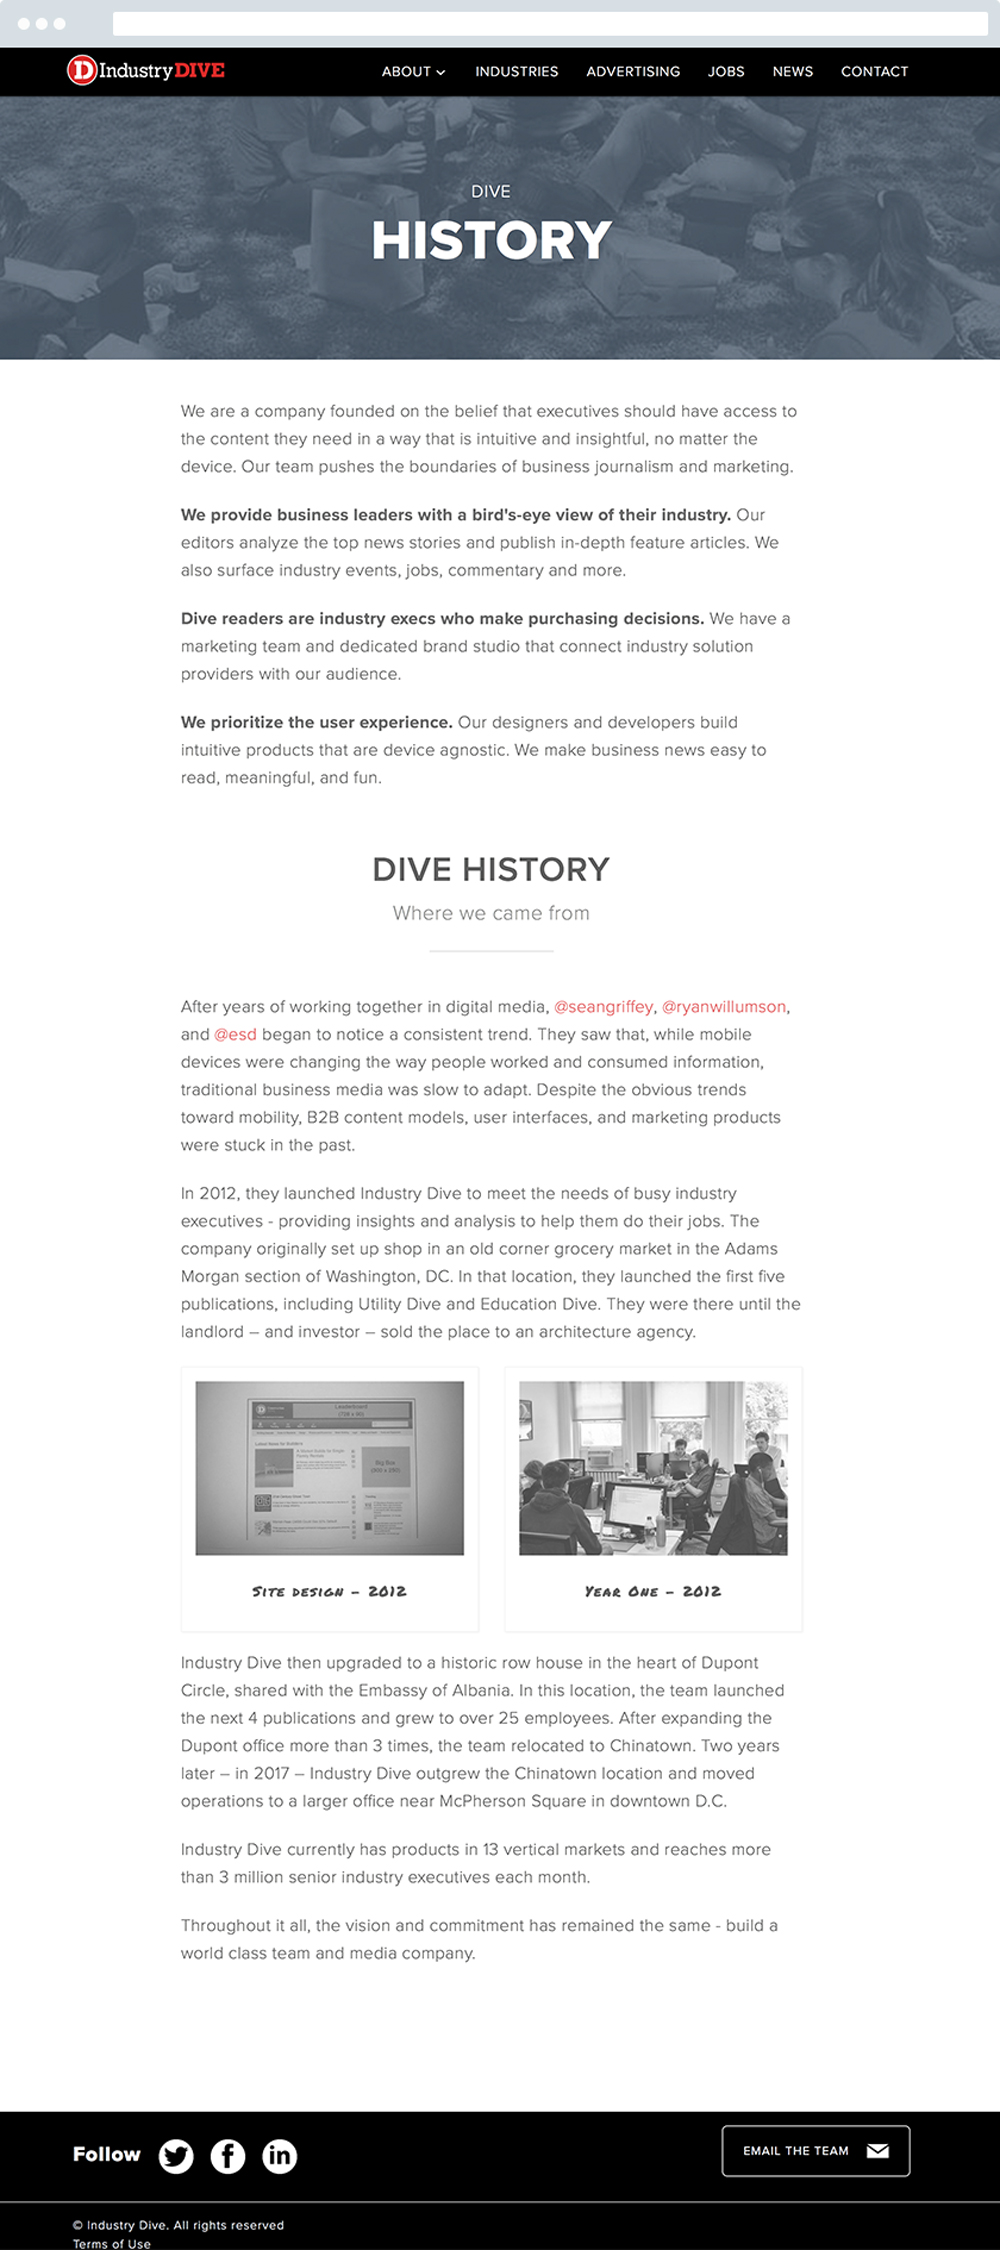 Industry DIVE
ABOUT
INDUSTRIES
ADVERTISING
JOBS
NEWS
CONTACT
DIVE
HISTORY
We are a company founded on the belief that executives should have access to
the content they need in a way that is intuitive and insightful, no matter the
device. Our team pushes the boundaries of business journalism and marketing.
We provide business leaders with a bird's-eye view of their industry. Our
editors analyze the top news stories and publish in-depth feature articles. We
also surface industry events, jobs, commentary and more.
Dive readers are industry execs who make purchasing decisions. We have a
marketing team and dedicated brand studio that connect industry solution
providers with our audience.
We prioritize the user experience. Our designers and developers build
intuitive products that are device agnostic. We make business news easy to
read, meaningful, and fun.
DIVE HISTORY
Where we came from
After years of working together in digital media, @seangriffey, @ryanwillumson,
and @esd began to notice a consistent trend. They saw that, while mobile
devices were changing the way people worked and consumed information,
traditional business media was slow to adapt. Despite the obvious trends
toward mobility, B2B content models, user interfaces, and marketing products
were stuck in the past.
In 2012, they launched Industry Dive to meet the needs of busy industry
executives - providing insights and analysis to help them do their jobs. The
company originally set up shop in an old corner grocery market in the Adams
Morgan section of Washington, DC. In that location, they launched the first five
publications, including Utility Dive and Education Dive. They were there until the
landlord – and investor – sold the place to an architecture agency.
Leaderboard
(728 x 90)
Latest News for Builders
Big Box
(300 x 250)
Site design - 2012
Year One - 2012
Industry Dive then upgraded to a historic row house in the heart of Dupont
Circle, shared with the Embassy of Albania. In this location, the team launched
the next 4 publications and grew to over 25 employees. After expanding the
Dupont office more than 3 times, the team relocated to Chinatown. Two years
later – in 2017 – Industry Dive outgrew the Chinatown location and moved
operations to a larger office near McPherson Square in downtown D.C.
Industry Dive currently has products in 13 vertical markets and reaches more
than 3 million senior industry executives each month.
Throughout it all, the vision and commitment has remained the same - build a
world class team and media company.
Follow
EMAIL THE TEAM
© Industry Dive. All rights reserved
Terms of Use